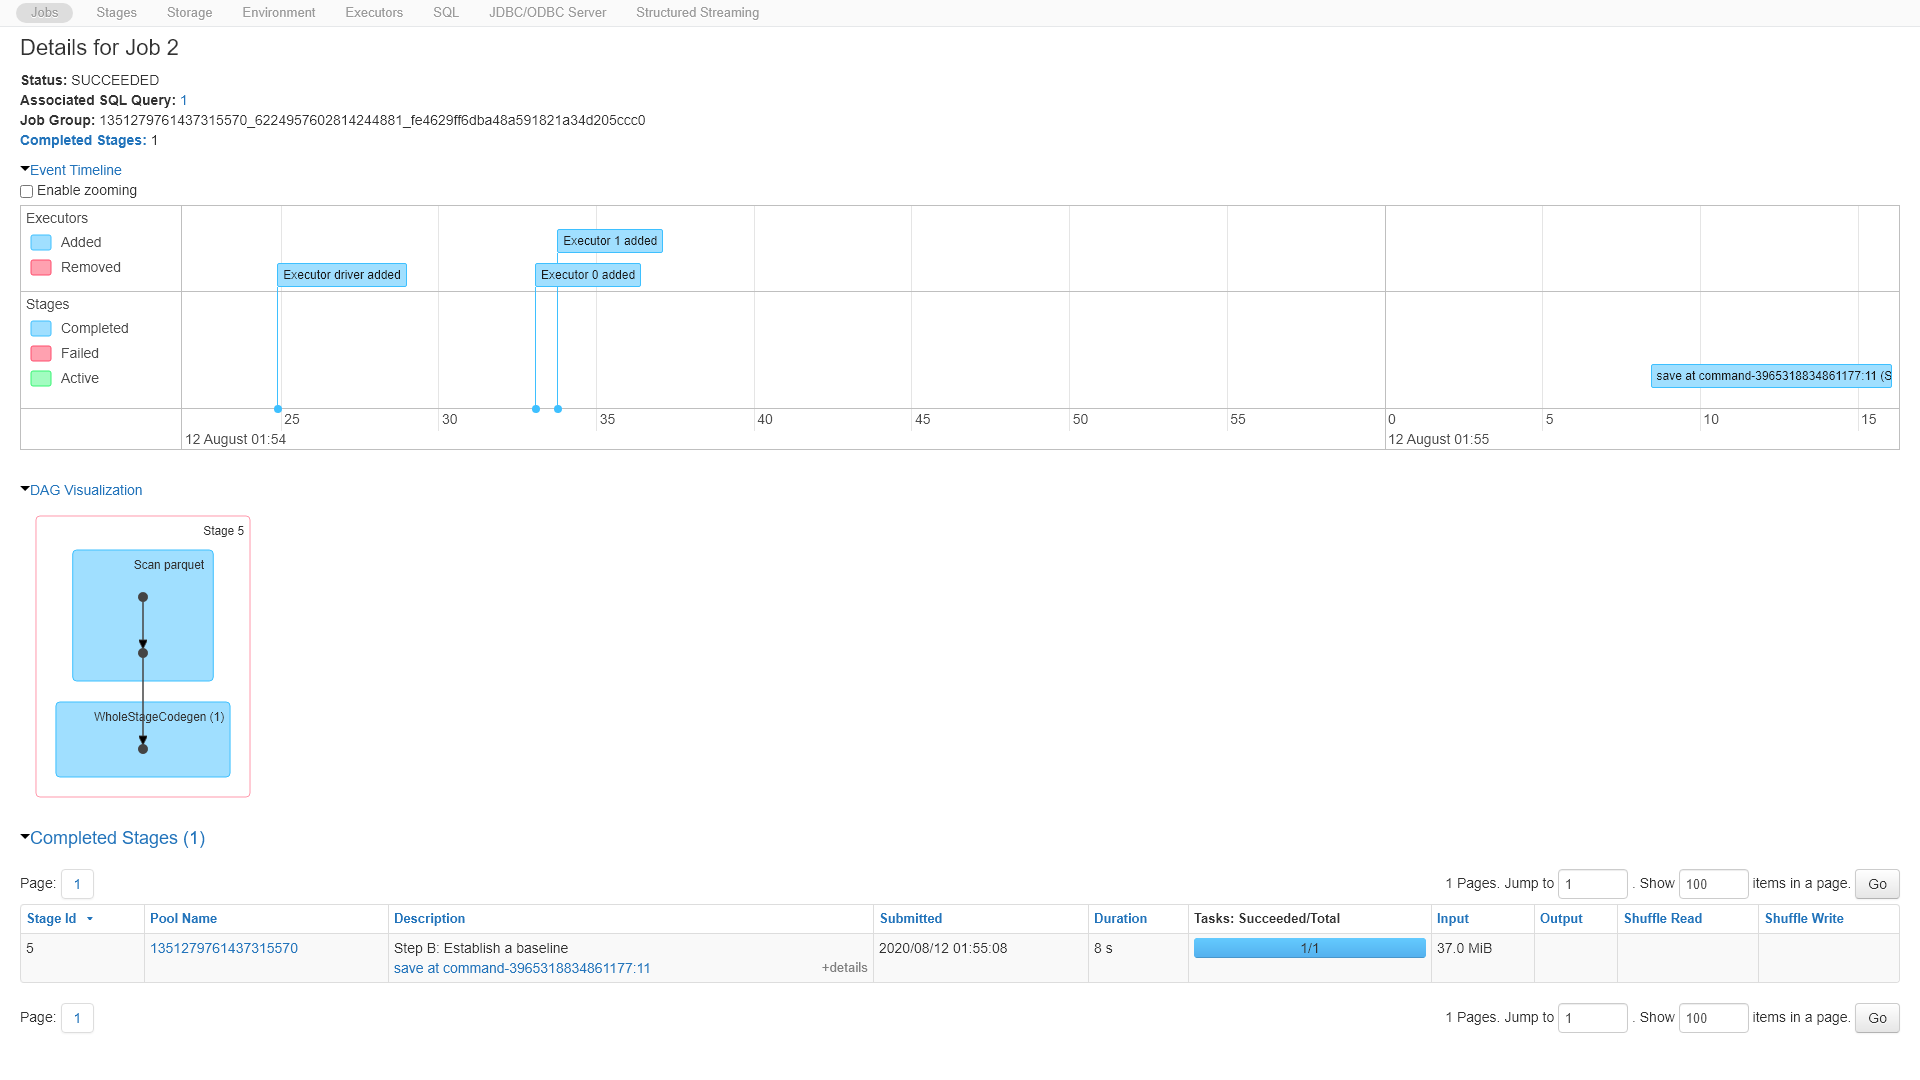 Jobs Stages Storage Environment Executors SQL JDBC/ODBC Server Structured Streaming
Details for Job 2
Status: SUCCEEDED
Associated SQL Query: 1
Job Group: 1351279761437315570_6224957602814244881_fe4629ff6dba48a591821a34d205ccc0
Completed Stages: 1
Event Timeline
Enable zooming
Executors
Added
Removed
Executor 1 added
Executor driver added
Executor 0 added
Stages
Completed
Failed
Active
save at command-3965318834861177:11 (S
25 30 35 40 45 50 55 0 5 10 15
12 August 01:54 12 August 01:55
DAG Visualization
Stage 5
Scan parquet
WholeStageCodegen (1)
Completed Stages (1)
Page: 1 1 Pages. Jump to 1 . Show 100 items in a page. Go
Stage Id Pool Name Description Submitted Duration Tasks: Succeeded/Total Input Output Shuffle Read Shuffle Write
5 1351279761437315570 Step B: Establish a baseline 2020/08/12 01:55:08 8 s 1/1 37.0 MiB
save at command-3965318834861177:11 +details
Page: 1 1 Pages. Jump to 1 . Show 100 items in a page. Go